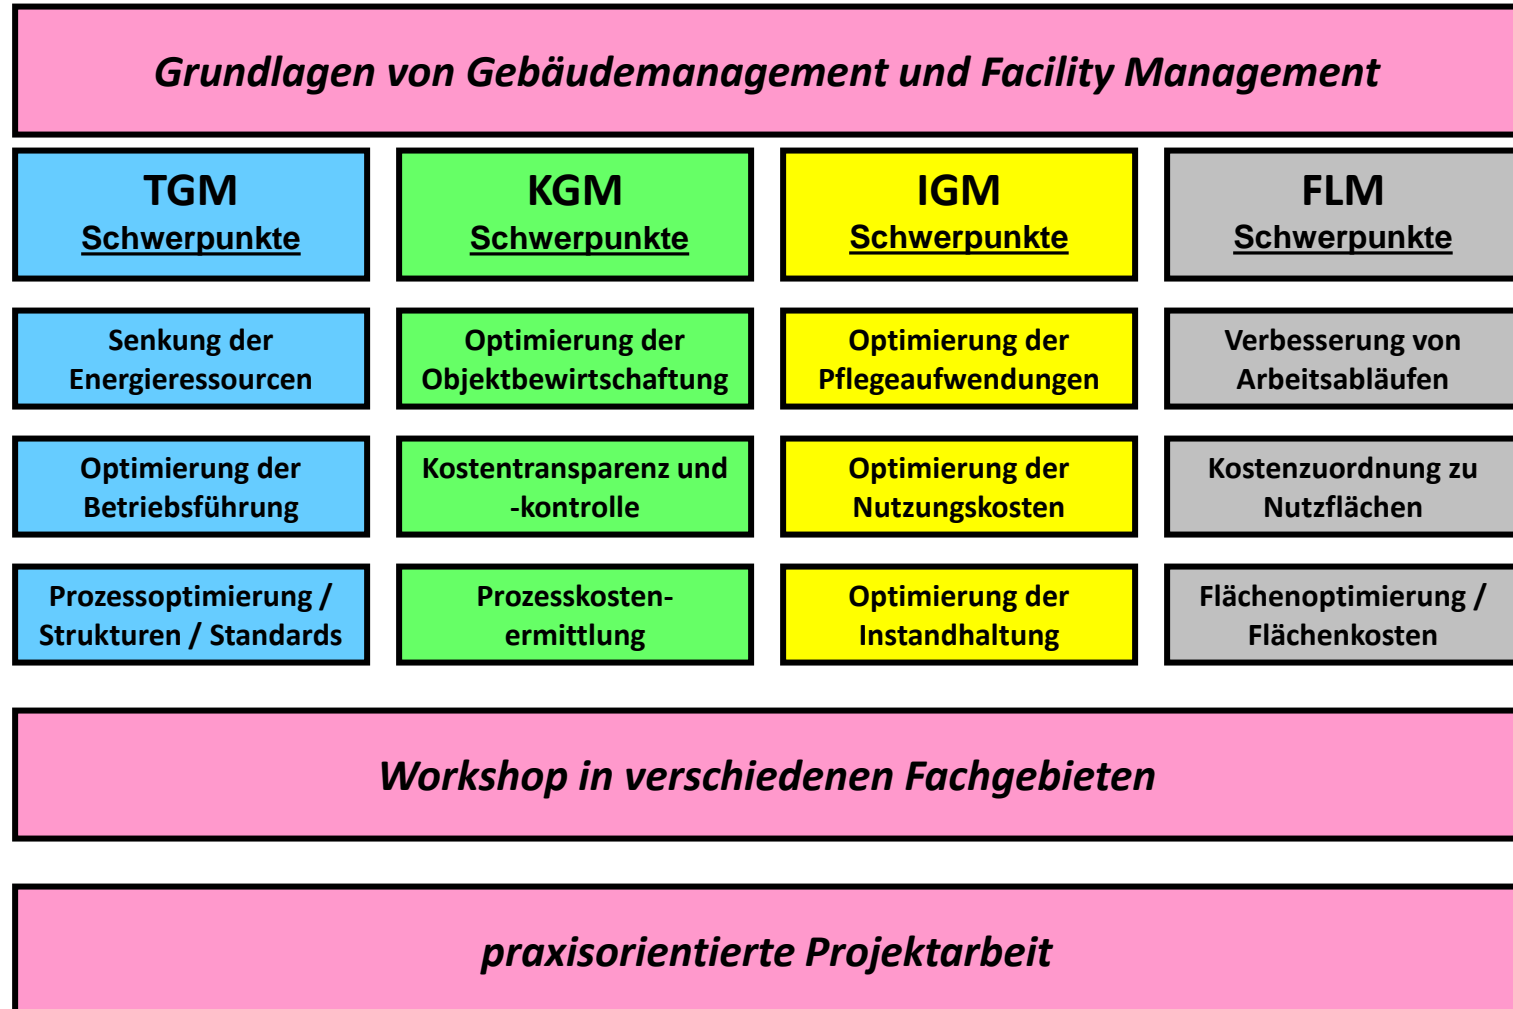 Grundlagen von Gebäudemanagement und Facility Management
TGM
Schwerpunkte
KGM
Schwerpunkte
IGM
Schwerpunkte
FLM
Schwerpunkte
Senkung der
Energieressourcen
Optimierung der
Objektbewirtschaftung
Optimierung der
Pflegeaufwendungen
Verbesserung von
Arbeitsabläufen
Optimierung der
Betriebsführung
Kostentransparenz und
-kontrolle
Optimierung der
Nutzungskosten
Kostenzuordnung zu
Nutzflächen
Prozessoptimierung /
Strukturen / Standards
Prozesskosten-
ermittlung
Optimierung der
Instandhaltung
Flächenoptimierung /
Flächenkosten
Workshop in verschiedenen Fachgebieten
praxisorientierte Projektarbeit